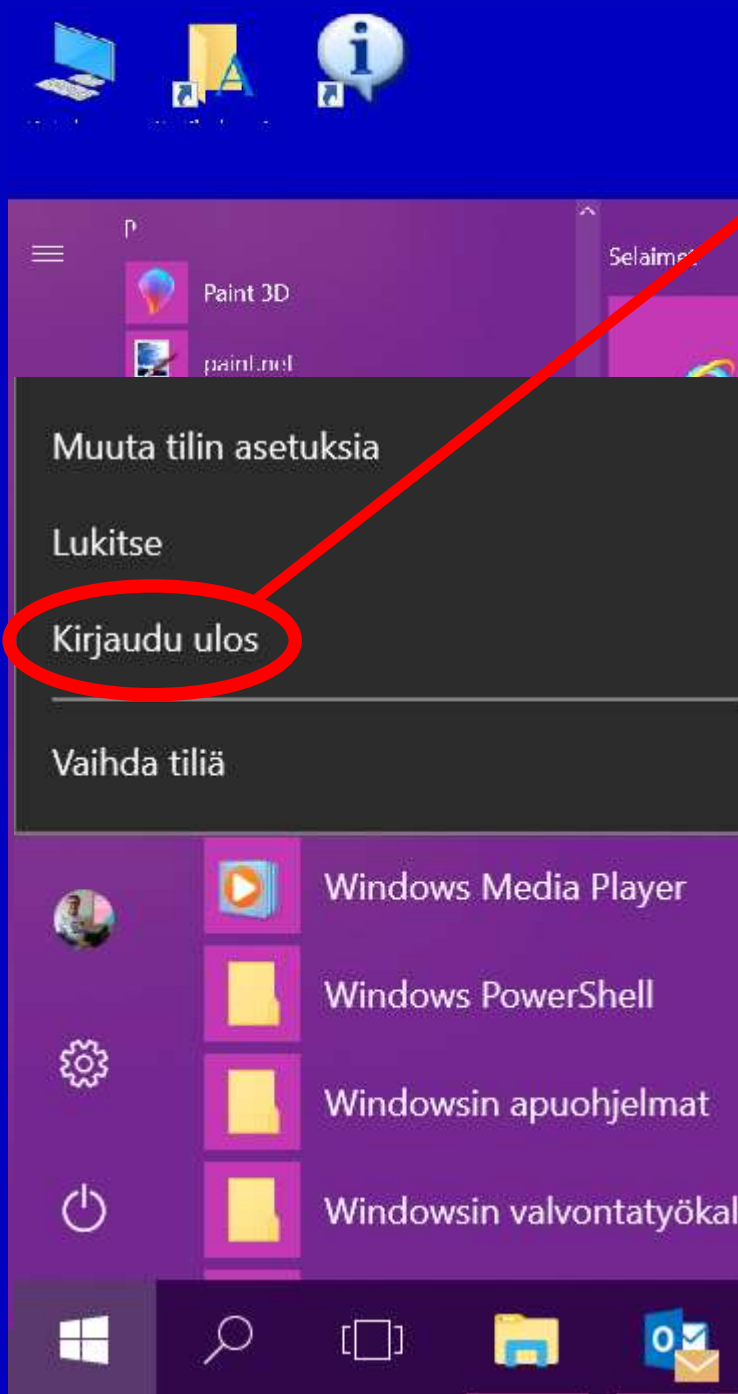 P
Selaimet
Paint 3D
paint.net
Muuta tilin asetuksia
Lukitse
Kirjaudu ulos
Vaihda tiliä
Windows Media Player
Windows PowerShell
Windowsin apuohjelmat
Windowsin valvontatyökal